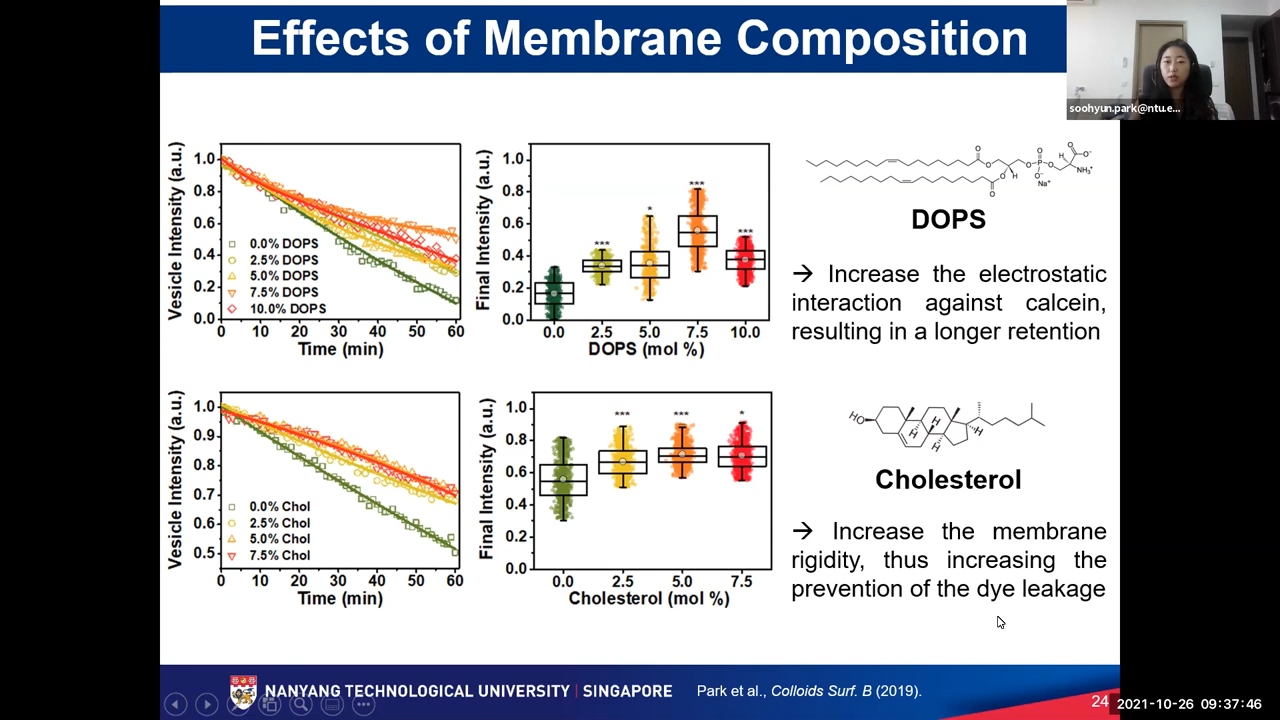 Effects of Membrane Composition
soohyun.park@ntu.e...
Vesicle Intensity (a.u.)
1.0
0.8
0.6
0.4
0.2
0.0
0.0% DOPS
2.5% DOPS
5.0% DOPS
7.5% DOPS
10.0% DOPS
0 10 20 30 40 50 60
Time (min)
Final Intensity (a.u.)
1.0
0.8
0.6
0.4
0.2
0.0
***
*
***
***
0.0 2.5 5.0 7.5 10.0
DOPS (mol %)
O
O
H
O
O
O
P
O
O⁻
Na⁺
H
O
O⁻
NH₃⁺
DOPS
→ Increase the electrostatic
interaction against calcein,
resulting in a longer retention
Vesicle Intensity (a.u.)
1.0
0.9
0.8
0.7
0.6
0.5
0.0% Chol
2.5% Chol
5.0% Chol
7.5% Chol
0 10 20 30 40 50 60
Time (min)
Final Intensity (a.u.)
1.0
0.8
0.6
0.4
0.2
0.0
***
***
*
0.0 2.5 5.0 7.5
Cholesterol (mol %)
HO
H
H
H
H
Cholesterol
→ Increase the membrane
rigidity, thus increasing the
prevention of the dye leakage
NANYANG TECHNOLOGICAL UNIVERSITY | SINGAPORE
Park et al., Colloids Surf. B (2019).
24
2021-10-26 09:37:46